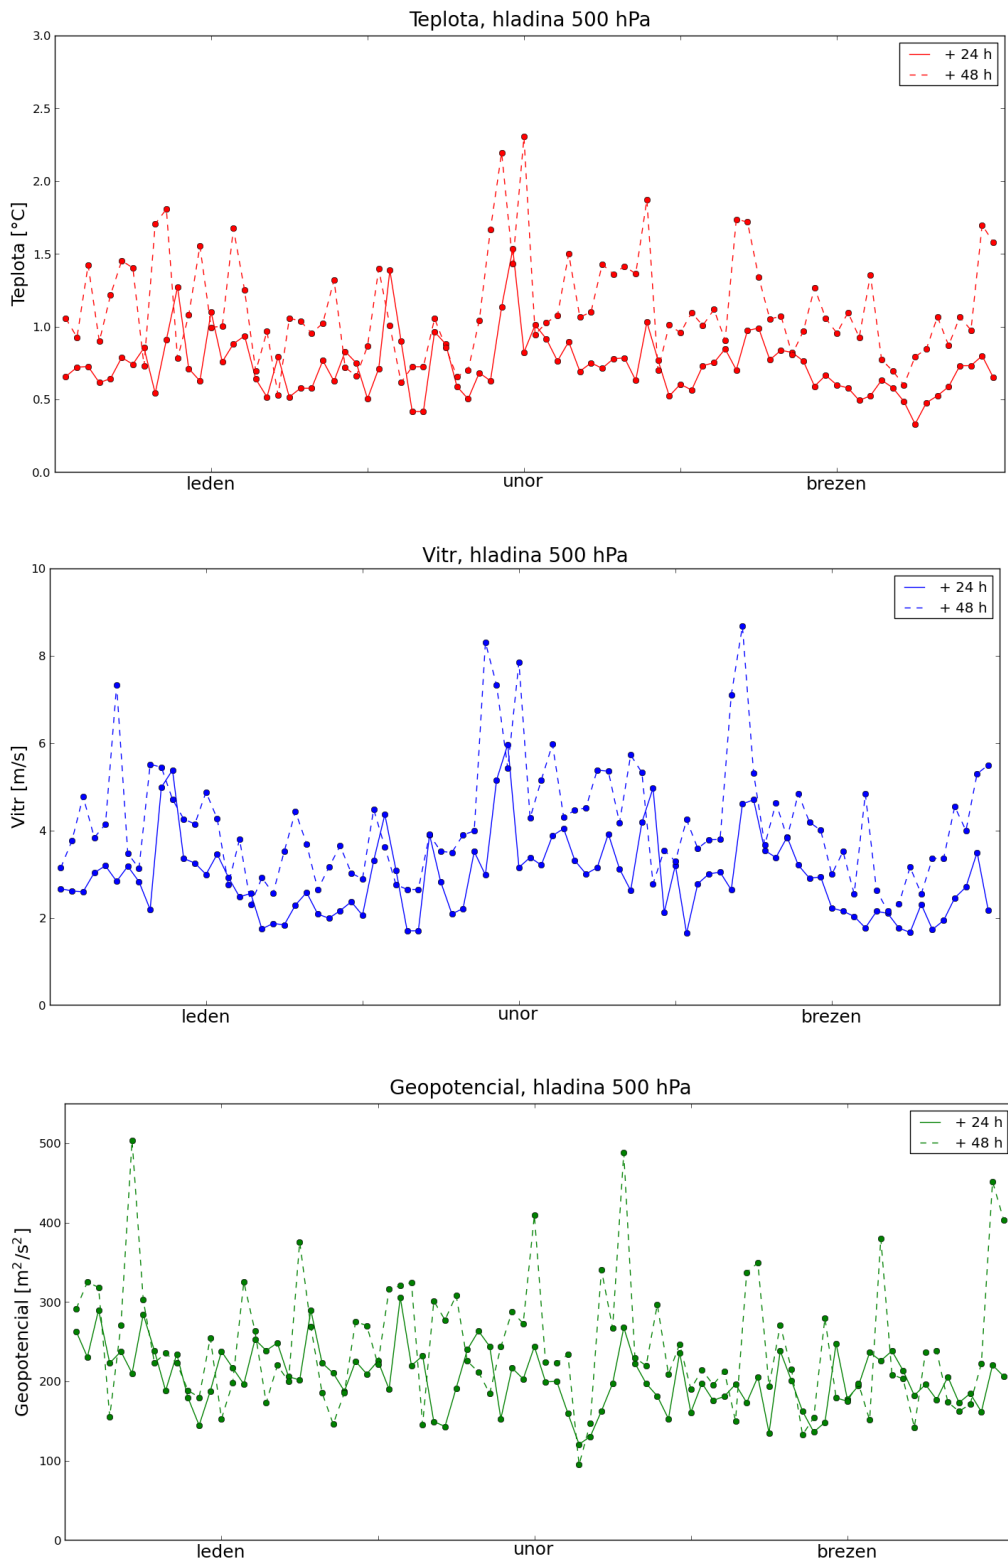 Teplota, hladina 500 hPa
3.0
2.5
2.0
1.5
1.0
0.5
0.0
Teplota [°C]
+ 24 h
+ 48 h
leden unor brezen
Vitr, hladina 500 hPa
10
8
6
4
2
0
Vitr [m/s]
+ 24 h
+ 48 h
leden unor brezen
Geopotencial, hladina 500 hPa
500
400
300
200
100
0
Geopotencial [m²/s²]
+ 24 h
+ 48 h
leden unor brezen